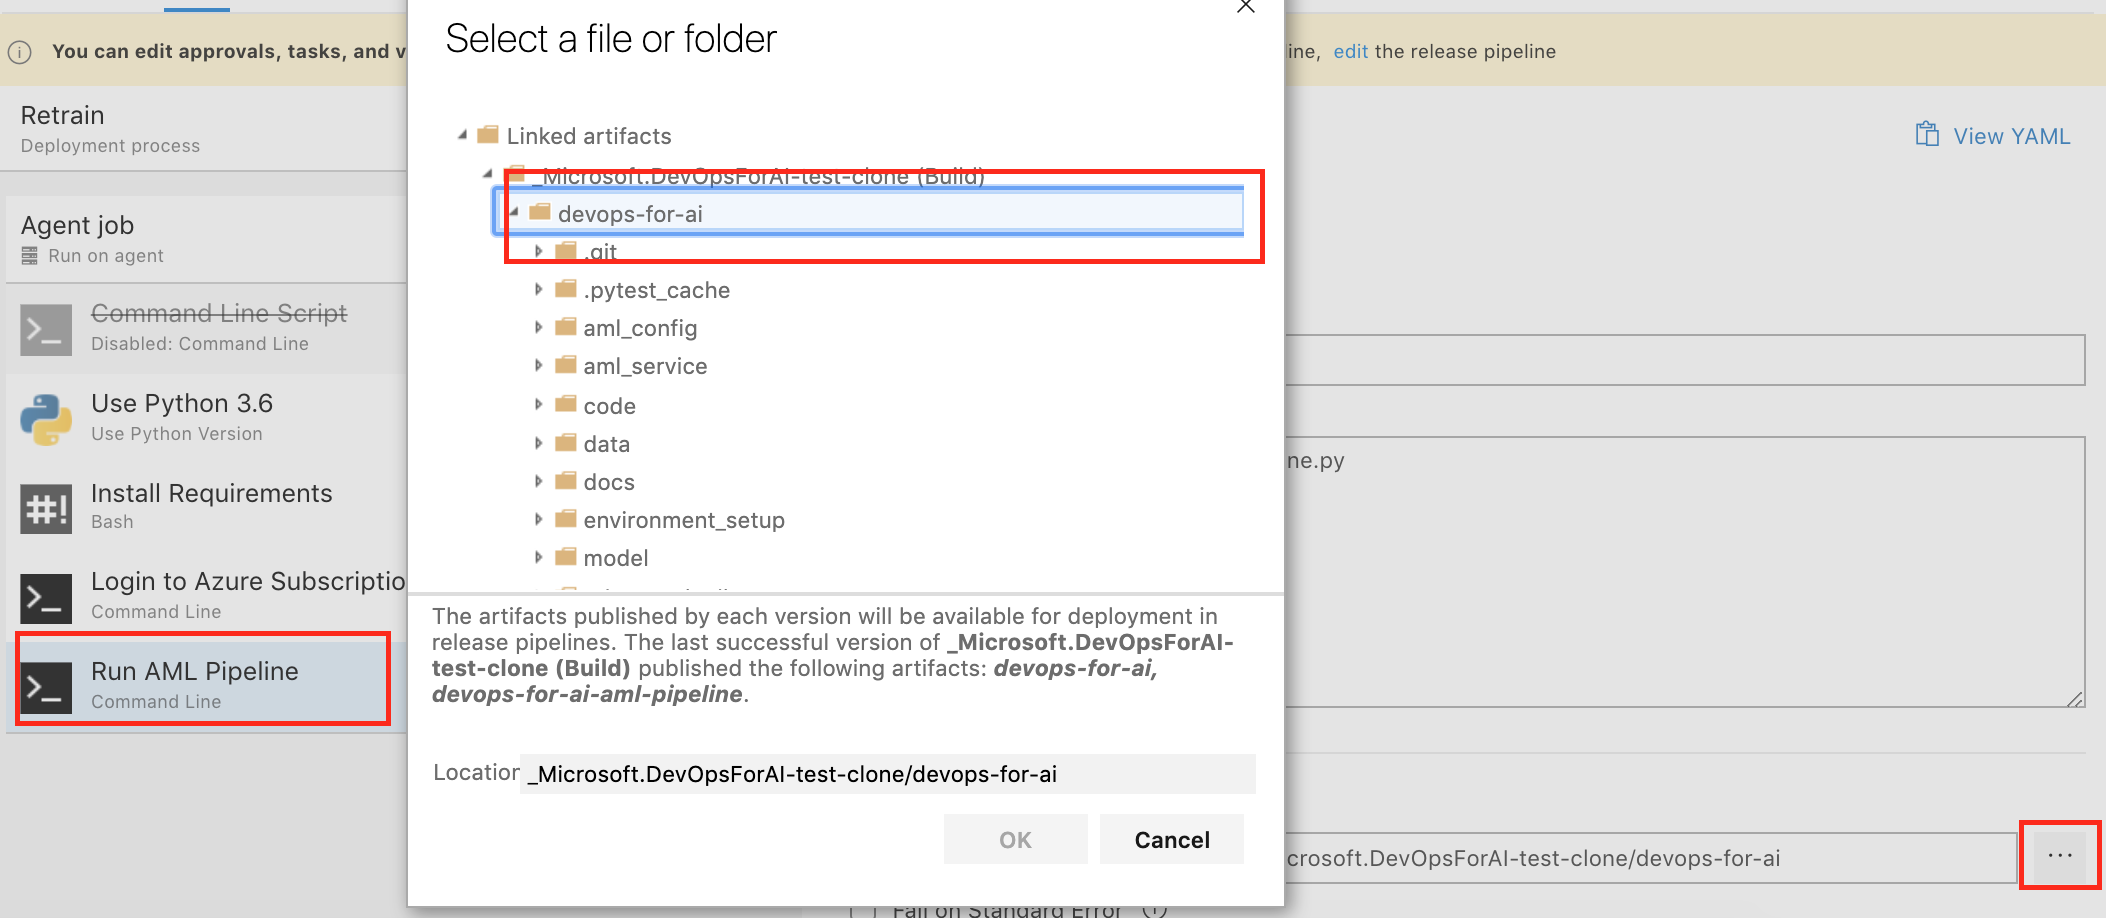 You can edit approvals, tasks, and v
ine, edit the release pipeline
Retrain
Deployment process
View YAML
Agent job
Run on agent
Command Line Script
Disabled: Command Line
Use Python 3.6
Use Python Version
Install Requirements
Bash
Login to Azure Subscriptio
Command Line
Run AML Pipeline
Command Line
Select a file or folder
Linked artifacts
_Microsoft.DevOpsForAI-test-clone (Build)
devops-for-ai
.git
.pytest_cache
aml_config
aml_service
code
data
docs
environment_setup
model
The artifacts published by each version will be available for deployment in
release pipelines. The last successful version of _Microsoft.DevOpsForAI-
test-clone (Build) published the following artifacts: devops-for-ai,
devops-for-ai-aml-pipeline.
Location
_Microsoft.DevOpsForAI-test-clone/devops-for-ai
OK
Cancel
ne.py
crosoft.DevOpsForAI-test-clone/devops-for-ai
...
Fail on Standard Error